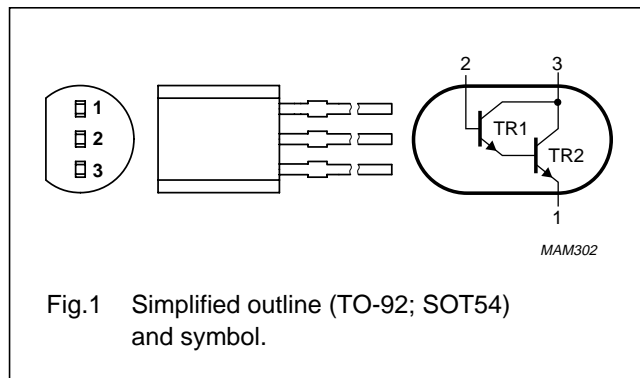 2 3
1
2
3
TR1
TR2
1
MAM302
Fig.1 Simplified outline (TO-92; SOT54)
and symbol.